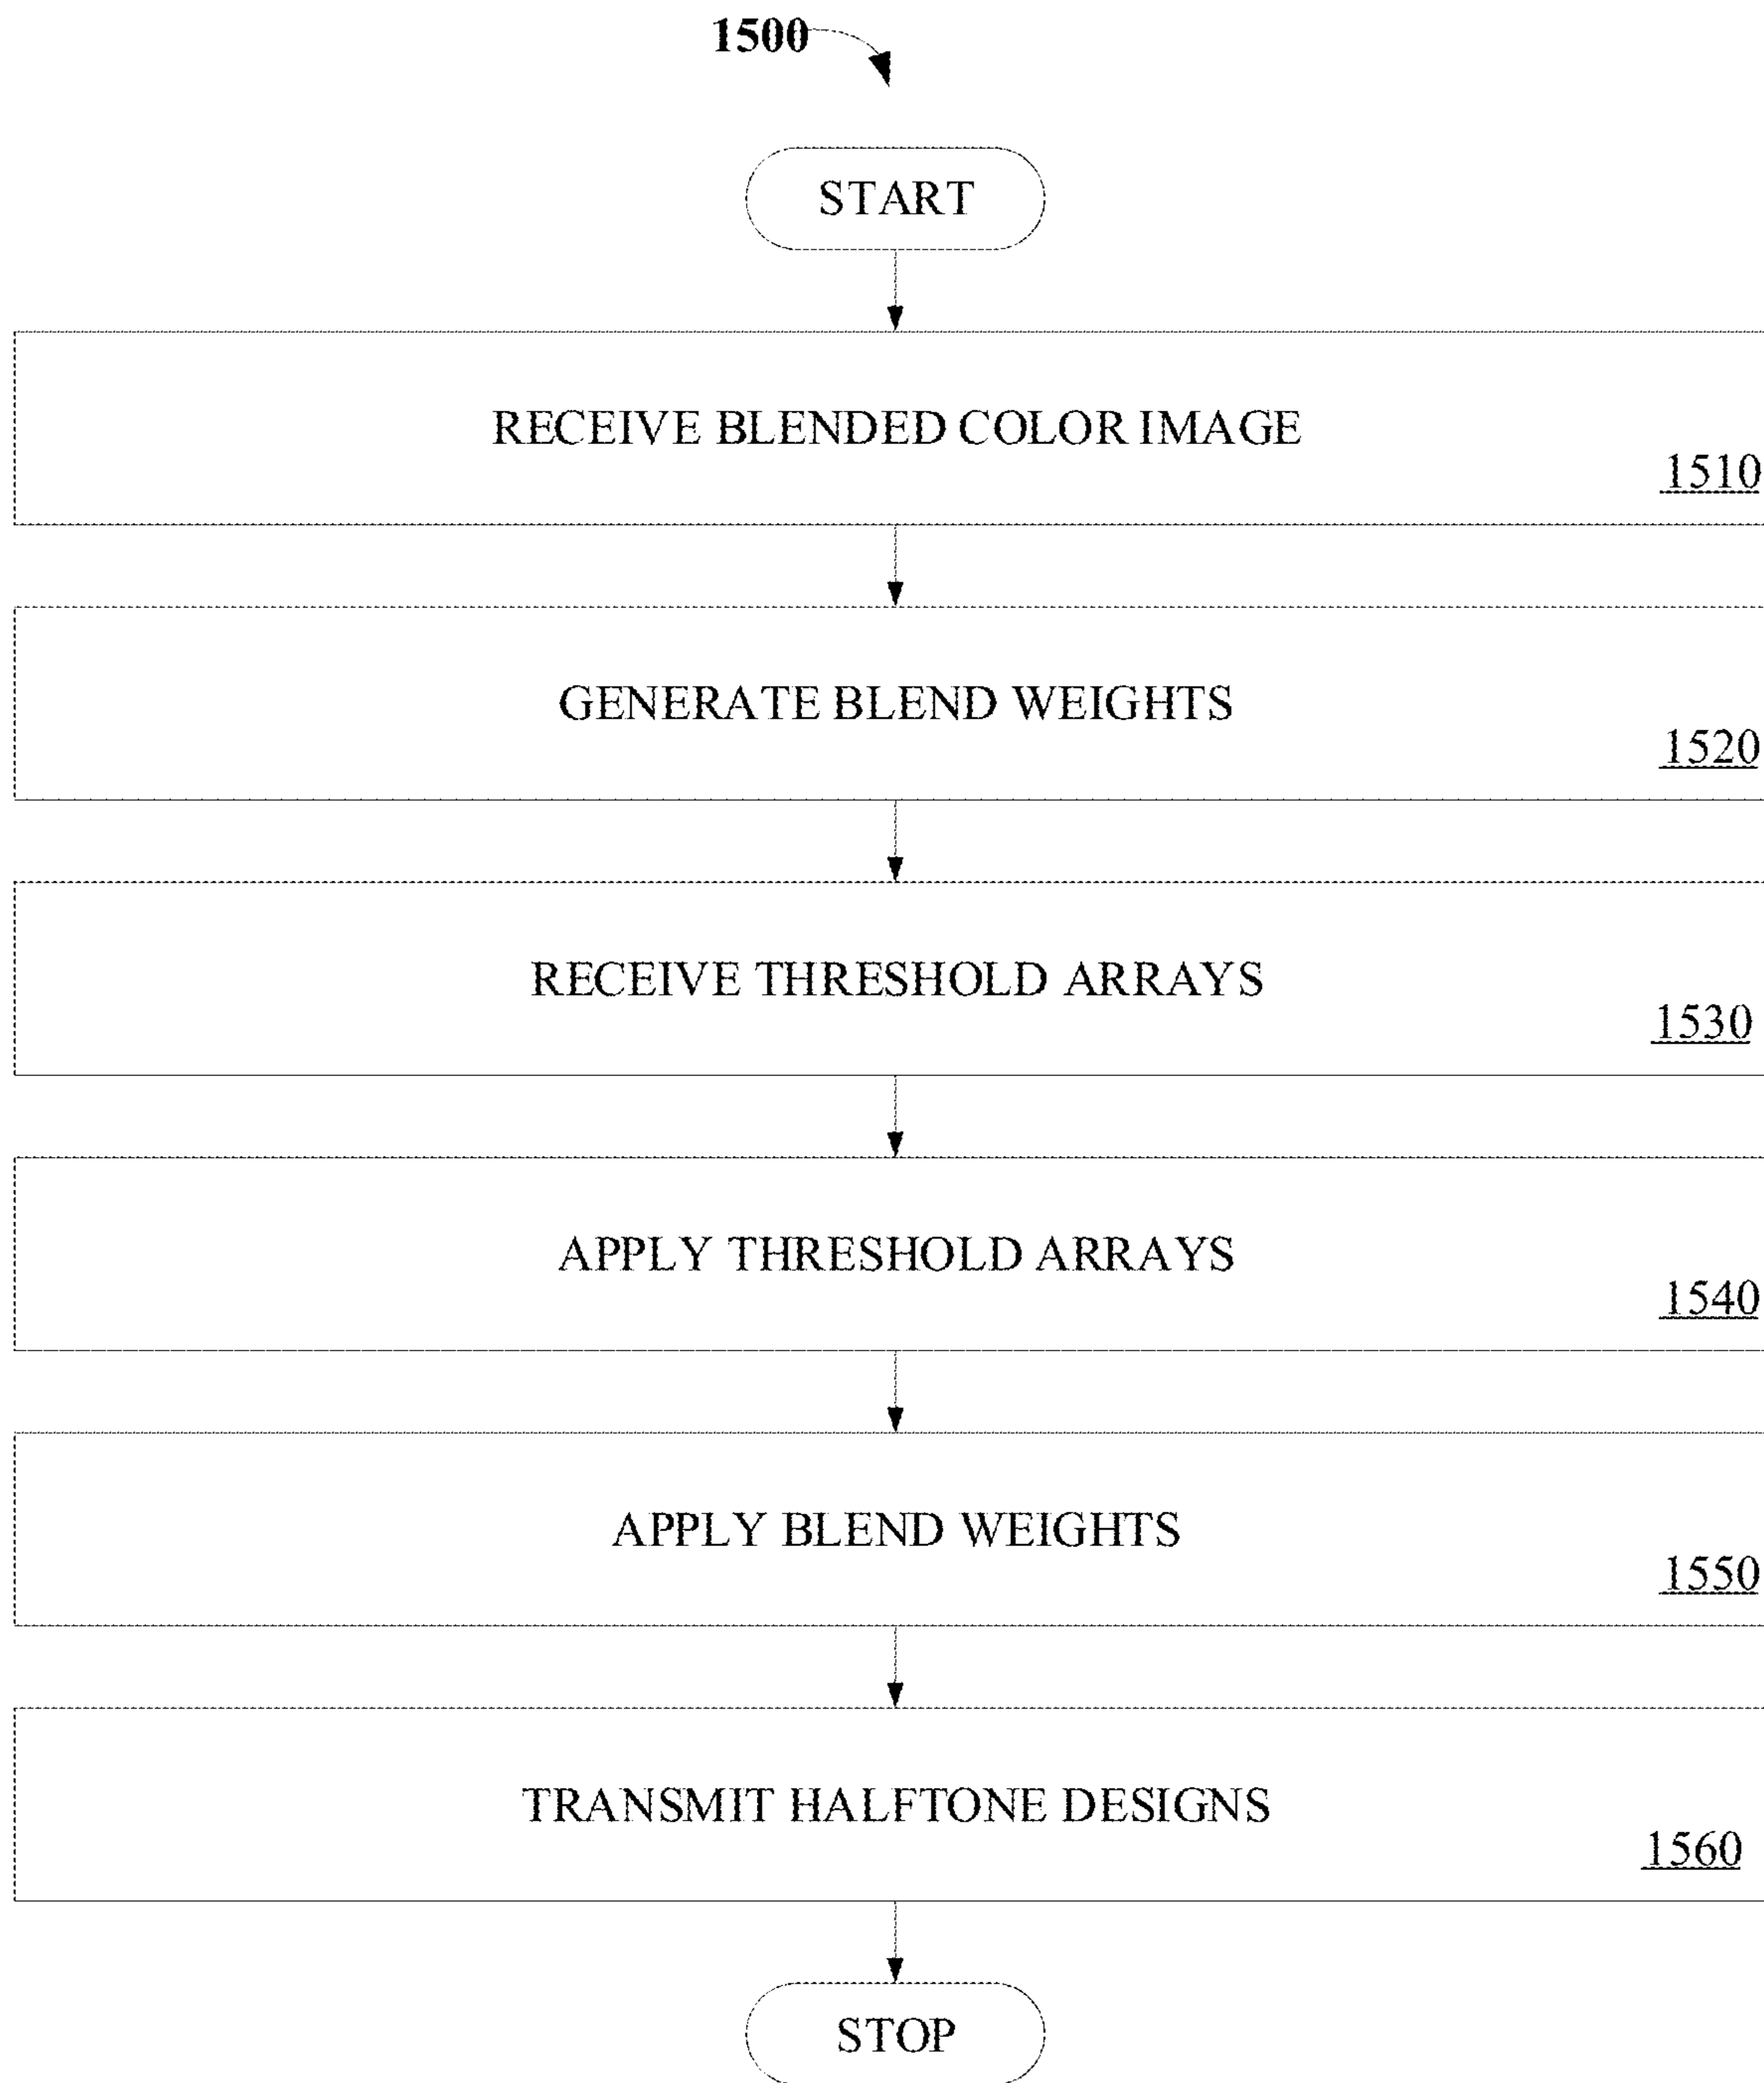 1500
START
RECEIVE BLENDED COLOR IMAGE
1510
GENERATE BLEND WEIGHTS
1520
RECEIVE THRESHOLD ARRAYS
1530
APPLY THRESHOLD ARRAYS
1540
APPLY BLEND WEIGHTS
1550
TRANSMIT HALFTONE DESIGNS
1560
STOP